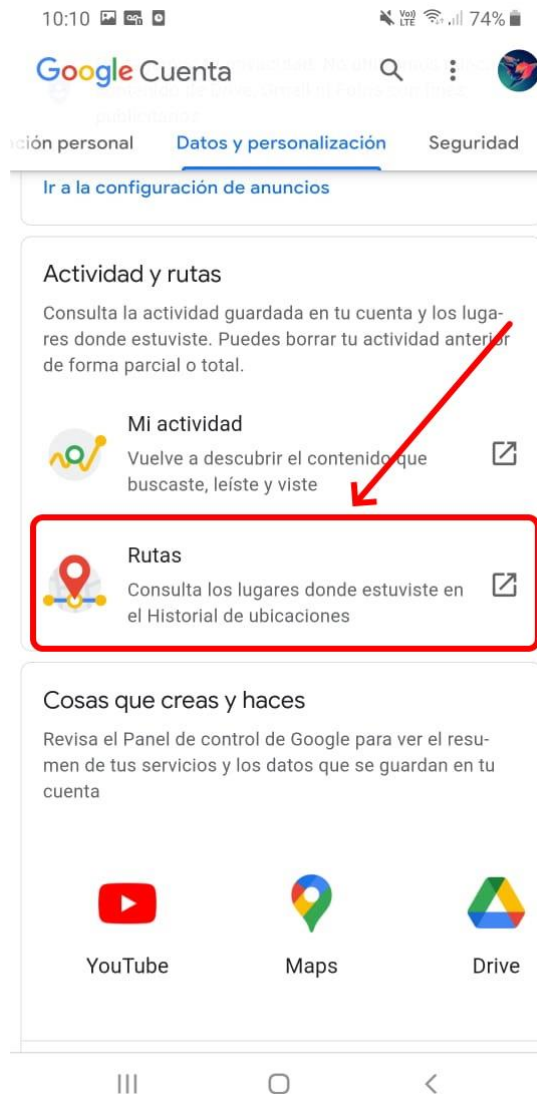 10:10
Vo)) LTE 74%
Google Cuenta
ción personal Datos y personalización Seguridad
Ir a la configuración de anuncios
Actividad y rutas
Consulta la actividad guardada en tu cuenta y los luga-
res donde estuviste. Puedes borrar tu actividad anterior
de forma parcial o total.
Mi actividad
Vuelve a descubrir el contenido que
buscaste, leíste y viste
Rutas
Consulta los lugares donde estuviste en
el Historial de ubicaciones
Cosas que creas y haces
Revisa el Panel de control de Google para ver el resu-
men de tus servicios y los datos que se guardan en tu
cuenta
YouTube Maps Drive